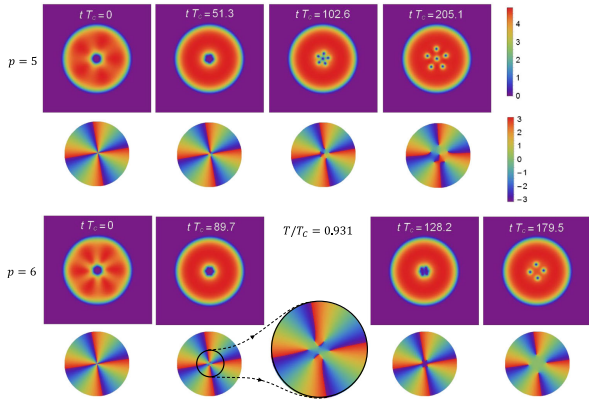 t T_C = 0
t T_C = 51.3
t T_C = 102.6
t T_C = 205.1
p = 5
4
3
2
1
0
3
2
1
0
−1
−2
−3
t T_C = 0
t T_C = 89.7
T/T_C = 0.931
t T_C = 128.2
t T_C = 179.5
p = 6